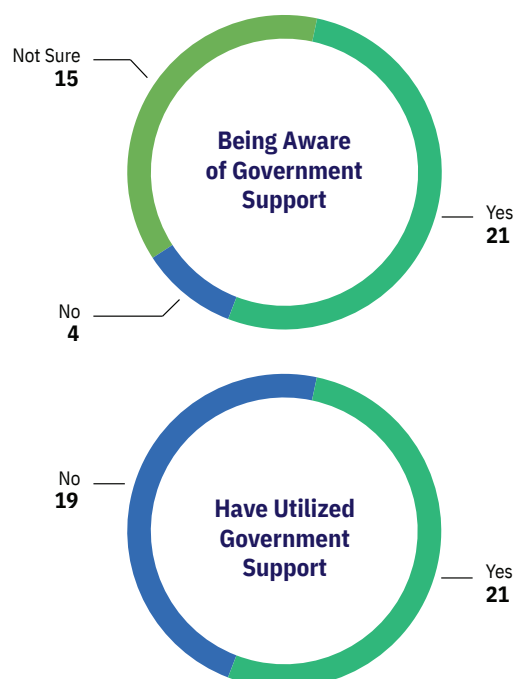 Not Sure
15
Being Aware
of Government
Support
Yes
21
No
4
No
19
Have Utilized
Government
Support
Yes
21